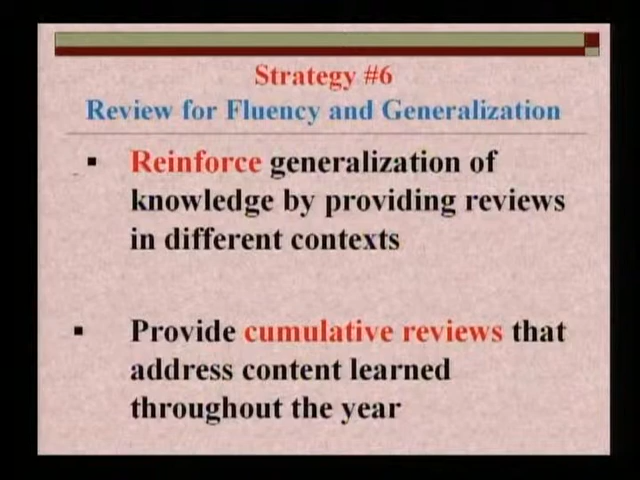 Strategy #6
Review for Fluency and Generalization
▪ Reinforce generalization of
knowledge by providing reviews
in different contexts
▪ Provide cumulative reviews that
address content learned
throughout the year